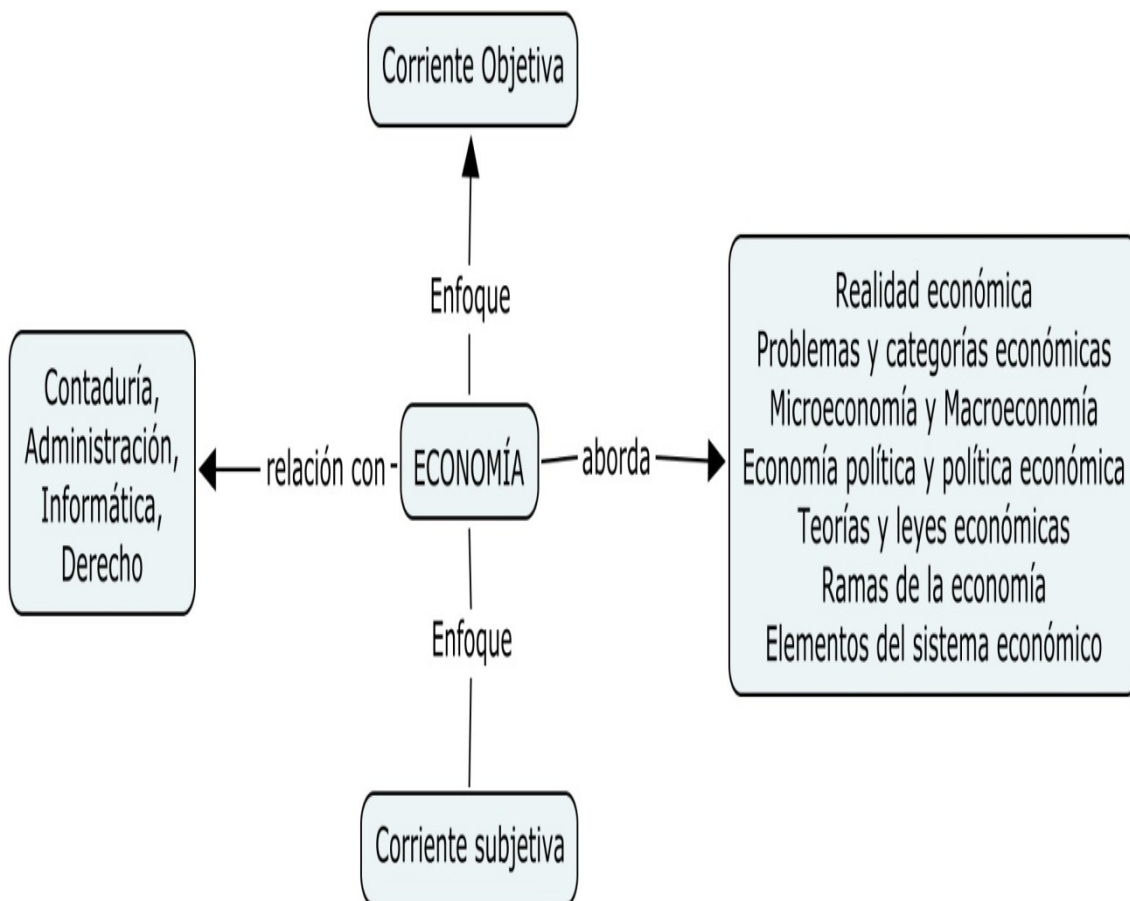 Corriente Objetiva
Enfoque
Contaduría,
Administración,
Informática,
Derecho
relación con
ECONOMÍA
aborda
Realidad económica
Problemas y categorías económicas
Microeconomía y Macroeconomía
Economía política y política económica
Teorías y leyes económicas
Ramas de la economía
Elementos del sistema económico
Enfoque
Corriente subjetiva